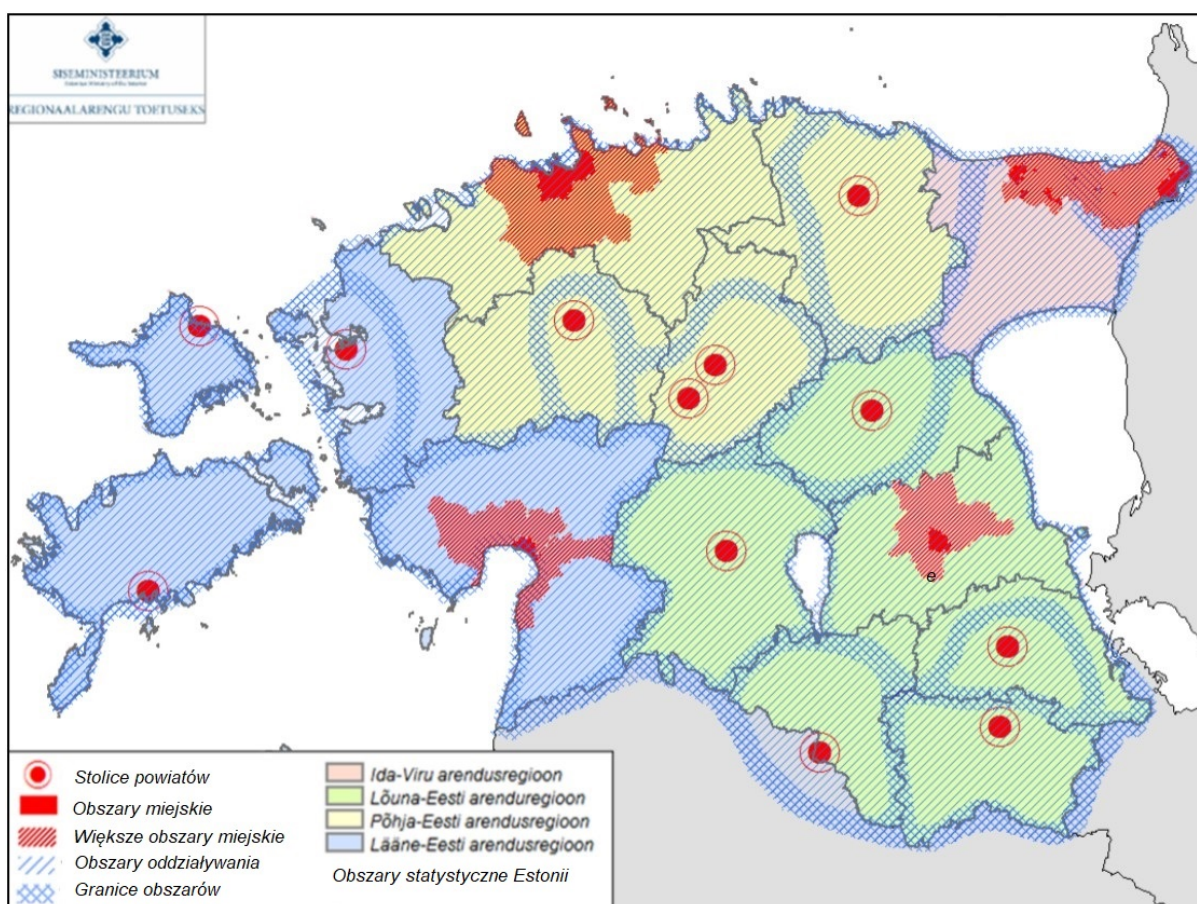 SISEMINISTEERIUM
REGIONAALARENGU TOETUSEKS
e
Stolice powiatów
Obszary miejskie
Większe obszary miejskie
Obszary oddziaływania
Granice obszarów
Ida-Viru arendusregioon
Lõuna-Eesti arenduregioon
Põhja-Eesti arendusregioon
Lääne-Eesti arendusregioon
Obszary statystyczne Estonii